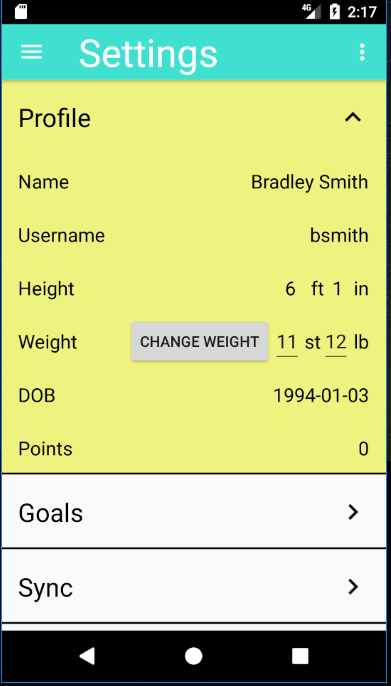 4G 2:17
Settings
Profile
Name Bradley Smith
Username bsmith
Height 6 ft 1 in
Weight CHANGE WEIGHT 11 st 12 lb
DOB 1994-01-03
Points 0
Goals
Sync